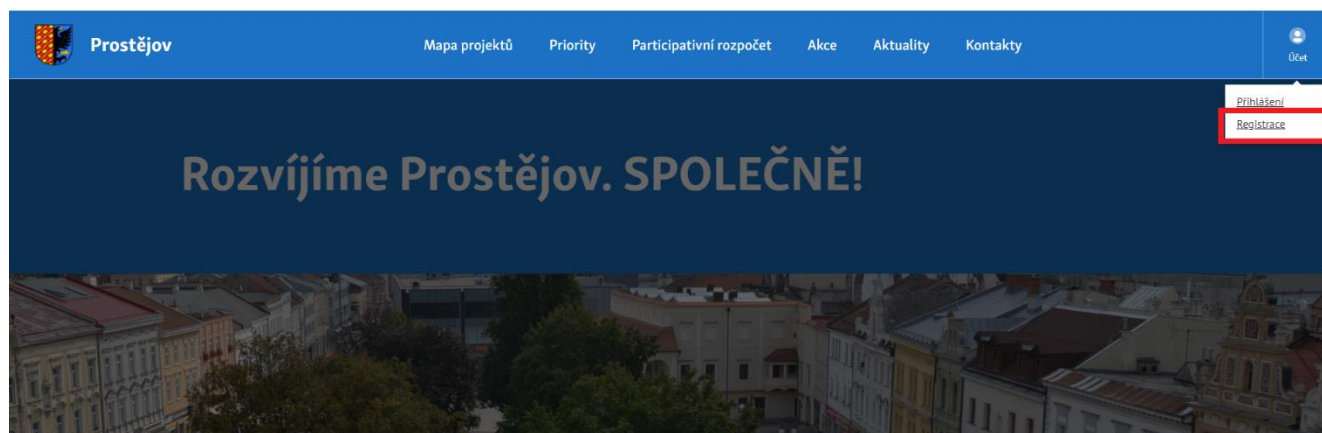 Prostějov
Mapa projektů Priority Participativní rozpočet Akce Aktuality Kontakty
Účet
Přihlášení
Registrace
Rozvíjíme Prostějov. SPOLEČNĚ!